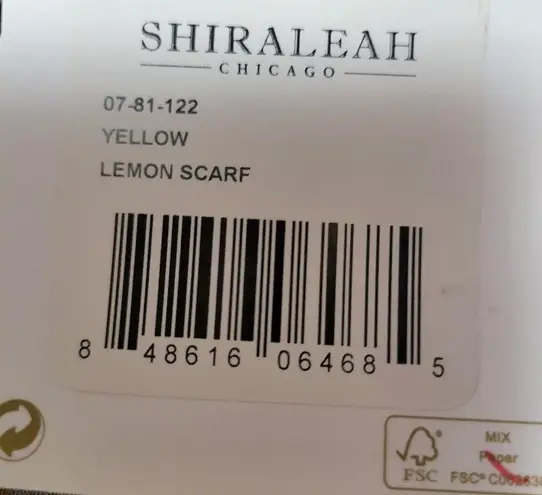 SHIRALEAH
CHICAGO
07-81-122
YELLOW
LEMON SCARF
8 48616 06468 5
MIX
Paper
FSC